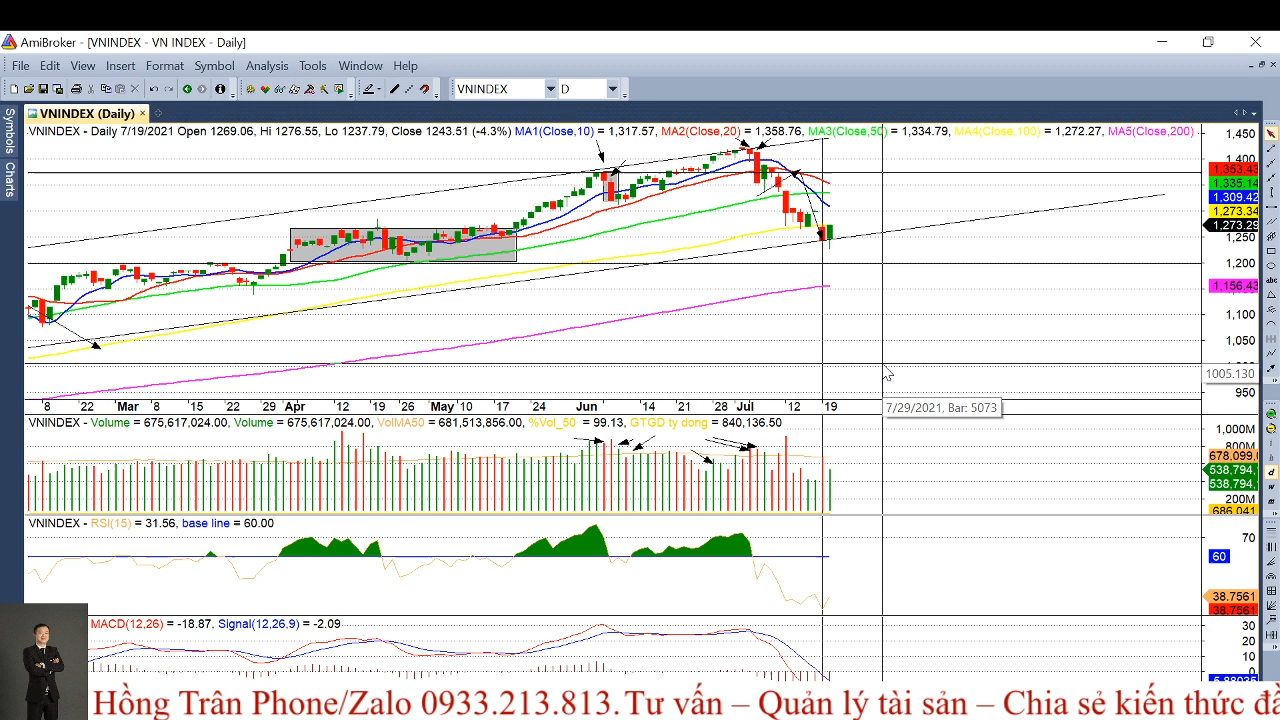 AmiBroker - [VNINDEX - VN INDEX - Daily]
File Edit View Insert Format Symbol Analysis Tools Window Help
VNINDEX D
VNINDEX (Daily)
Symbols
Charts
VNINDEX - Daily 7/19/2021 Open 1269.06, Hi 1276.55, Lo 1237.79, Close 1243.51 (-4.3%) MA1(Close,10) = 1,317.57, MA2(Close,20) = 1,358.76, MA3(Close,50) = 1,334.79, MA4(Close,100) = 1,272.27, MA5(Close,200)
1,450
1,400
1,353.43
1,335.14
1,309.42
1,273.34
1,273.29
1,250
1,200
1,156.43
1,100
1,050
1005.130
950
8 22 Mar 8 15 22 29 Apr 12 19 26 May 10 17 24 Jun 14 21 28 Jul 12 19
7/29/2021, Bar: 5073
VNINDEX - Volume = 675,617,024.00, Volume = 675,617,024.00, VolMA50 = 681,513,856.00, %Vol_50 = 99.13, GTGD ty dong = 840,136.50
1,000M
800M
678.099,
538,794,
538,794,
200M
686.041
VNINDEX - RSI(15) = 31.56, base line = 60.00
70
60
60
38.7561
38.7561
MACD(12,26) = -18.87, Signal(12,26,9) = -2.09
30
20
10
0
Hồng Trân Phone/Zalo 0933.213.813. Tư vấn – Quản lý tài sản – Chia sẻ kiến thức